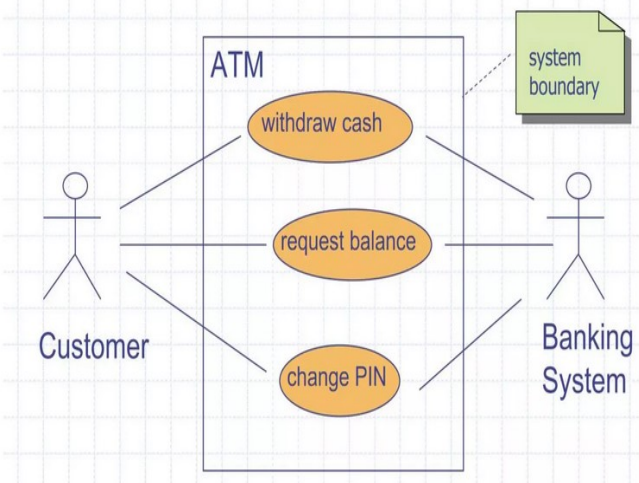 ATM
system
boundary
withdraw cash
request balance
Customer
Banking
System
change PIN